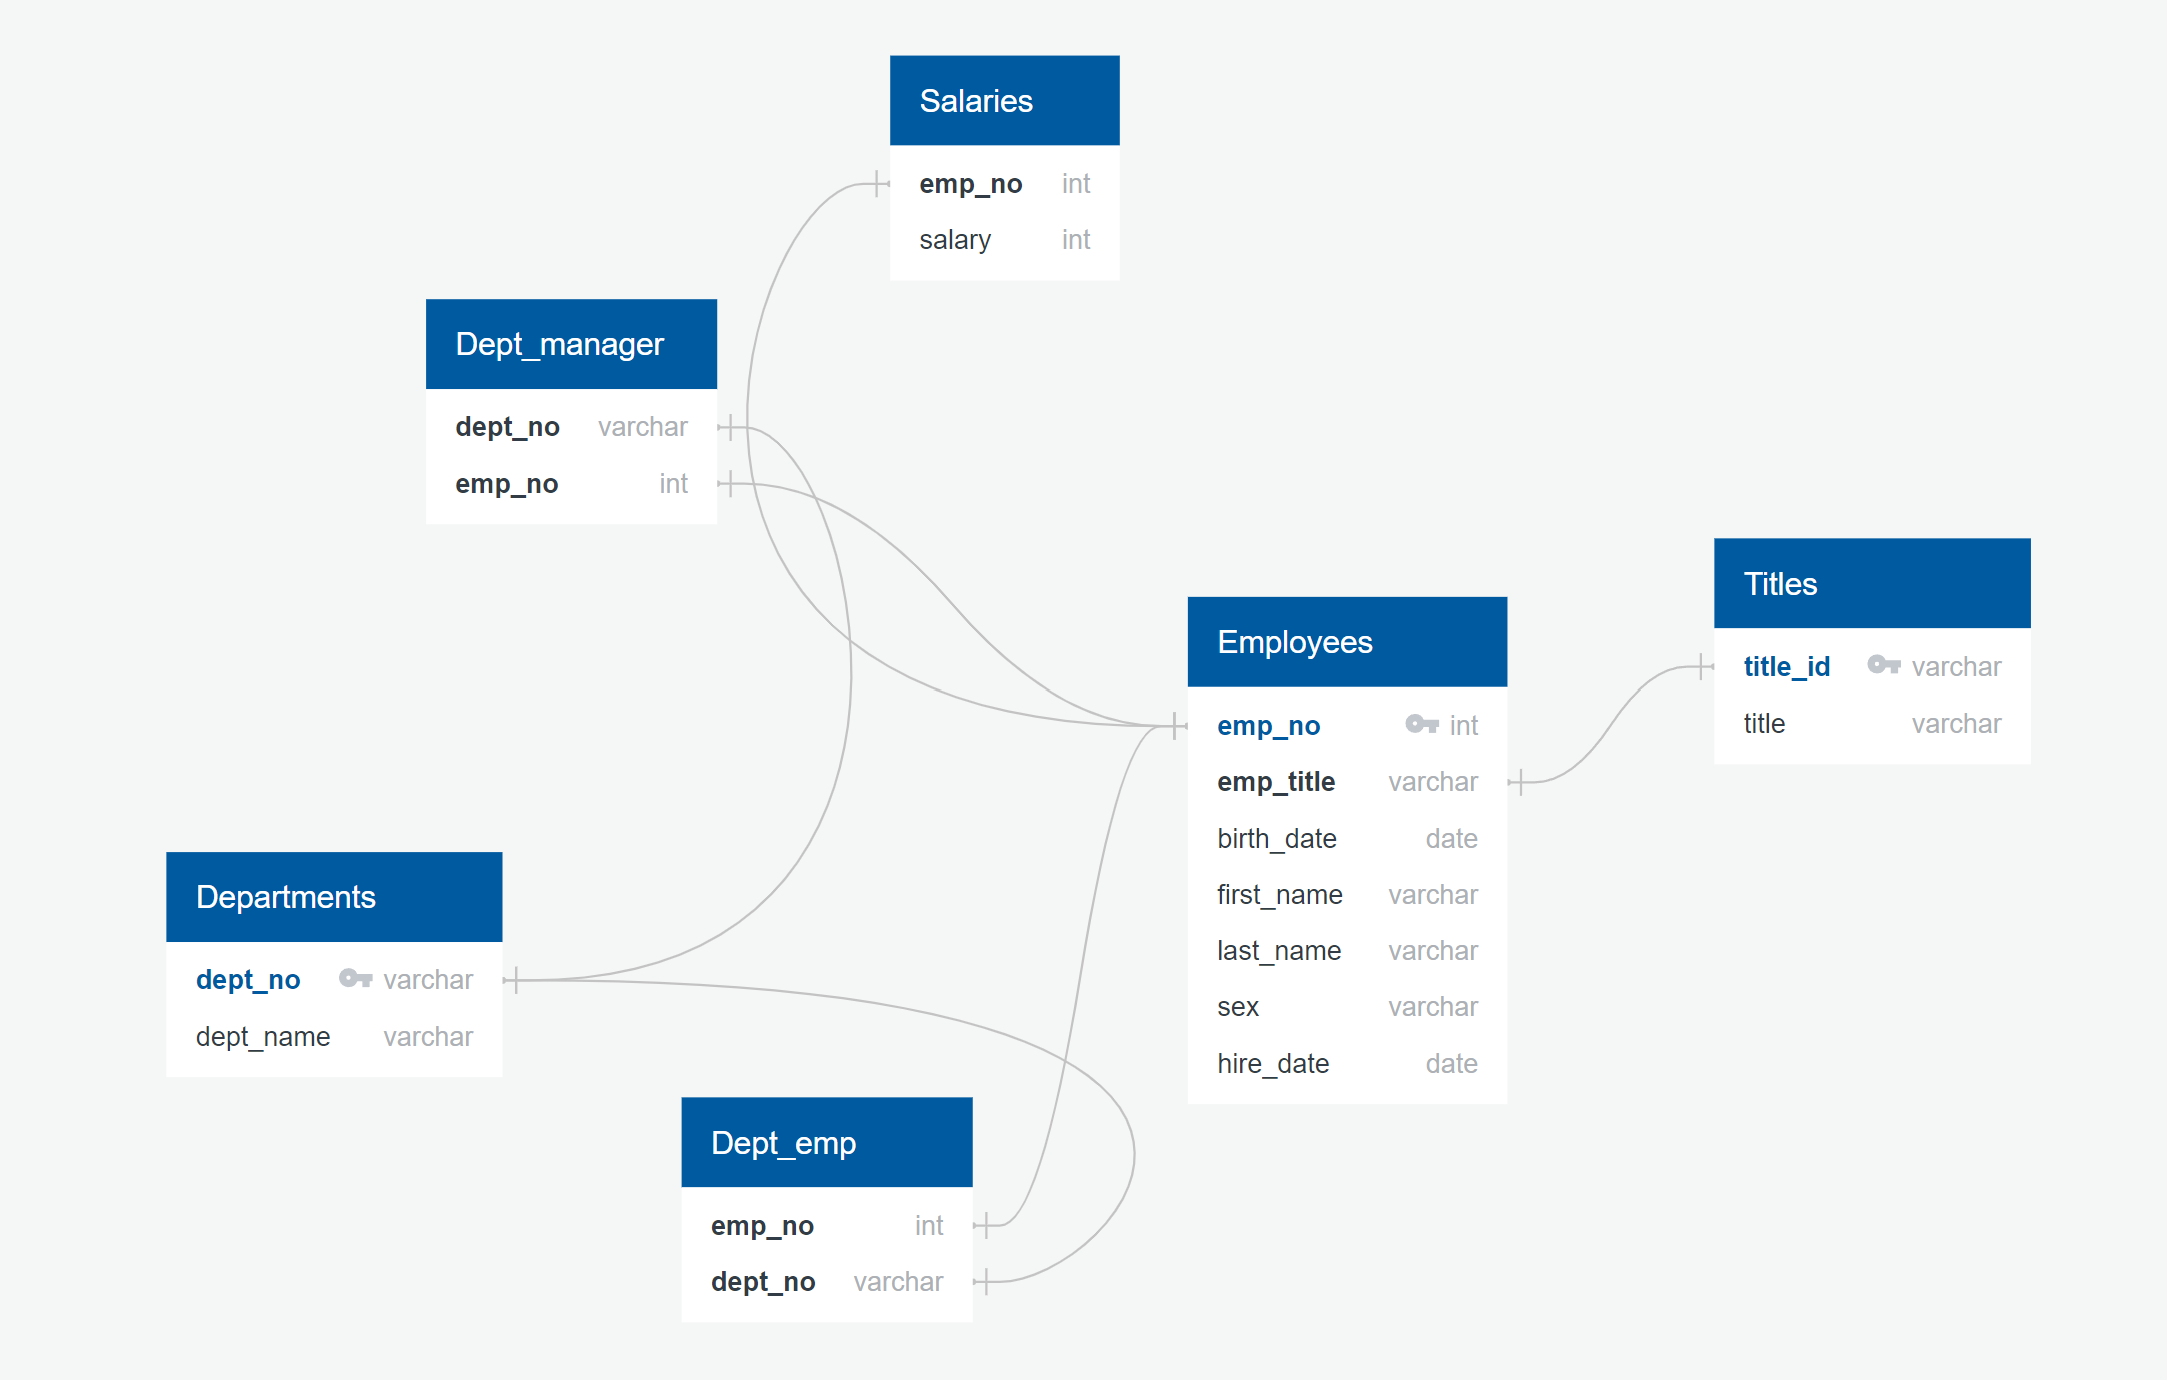 Salaries
emp_no int
salary int
Dept_manager
dept_no varchar
emp_no int
Titles
title_id varchar
title varchar
Employees
emp_no int
emp_title varchar
birth_date date
first_name varchar
last_name varchar
sex varchar
hire_date date
Departments
dept_no varchar
dept_name varchar
Dept_emp
emp_no int
dept_no varchar